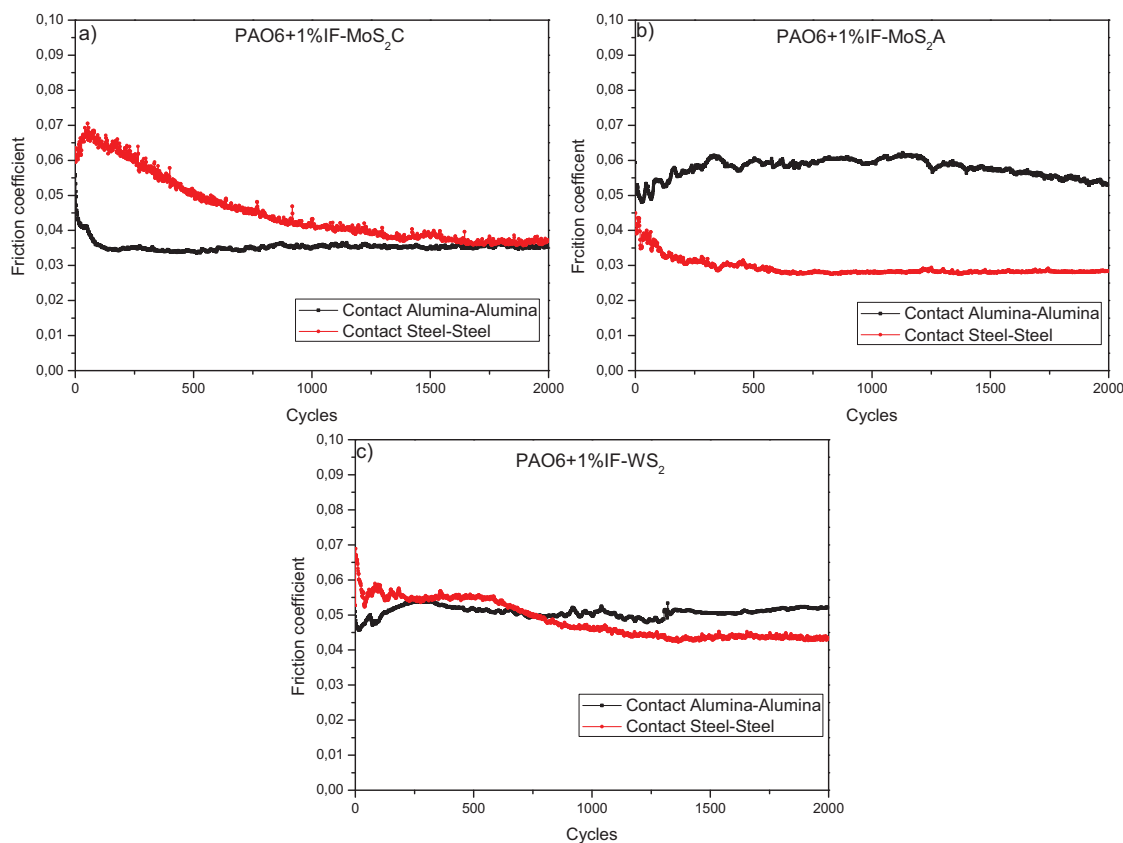 a)
PAO6+1%IF-MoS₂C
0,10
0,09
0,08
0,07
0,06
0,05
0,04
0,03
0,02
0,01
0,00
Friction coefficient
Contact Alumina-Alumina
Contact Steel-Steel
0 500 1000 1500 2000
Cycles
b)
PAO6+1%IF-MoS₂A
0,10
0,09
0,08
0,07
0,06
0,05
0,04
0,03
0,02
0,01
0,00
Frcition coefficent
Contact Alumina-Alumina
Contact Steel-Steel
0 500 1000 1500 2000
Cycles
c)
PAO6+1%IF-WS₂
0,10
0,09
0,08
0,07
0,06
0,05
0,04
0,03
0,02
0,01
0,00
Friction coefficient
Contact Alumina-Alumina
Contact Steel-Steel
0 500 1000 1500 2000
Cycles